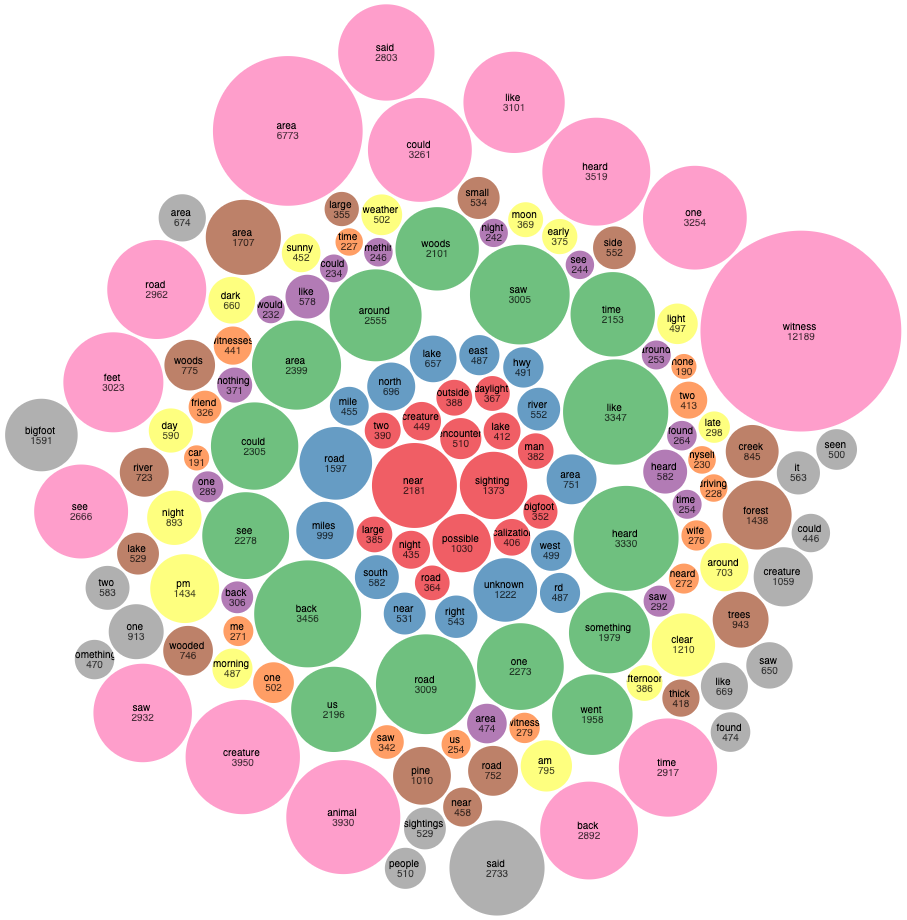 said
2803
like
3101
area
6773
could
3261
heard
3519
small
534
large
355
weather
502
area
674
moon
369
one
3254
area
1707
time
227
night
242
early
375
woods
2101
side
552
sunny
452
methi
246
could
234
see
244
road
2962
like
578
saw
3005
dark
660
would
232
around
2555
time
2153
light
497
witness
12189
witnesses
441
lake
657
east
487
around
253
area
2399
hwy
491
none
190
woods
775
feet
3023
nothing
371
north
696
outside
388
daylight
367
two
413
friend
326
mile
455
river
552
like
3347
creature
449
late
298
day
590
two
390
encounter
510
lake
412
found
264
bigfoot
1591
could
2305
creek
845
seen
500
man
382
car
191
road
1597
myself
230
it
563
river
723
heard
582
area
751
near
2181
sighting
1373
one
289
driving
228
see
2666
time
254
night
893
bigfoot
352
forest
1438
see
2278
miles
999
large
385
possible
1030
calization
406
heard
3330
wife
276
could
446
lake
529
night
435
west
499
around
703
south
582
road
364
heard
272
creature
1059
two
583
pm
1434
unknown
1222
rd
487
back
306
saw
292
back
3456
near
531
right
543
trees
943
one
913
me
271
something
1979
wooded
746
clear
1210
omething
470
morning
487
one
2273
saw
650
one
502
road
3009
fternoon
386
like
669
thick
418
saw
2932
us
2196
went
1958
area
474
witness
279
found
474
saw
342
us
254
creature
3950
am
795
time
2917
pine
1010
road
752
near
458
animal
3930
sightings
529
back
2892
people
510
said
2733